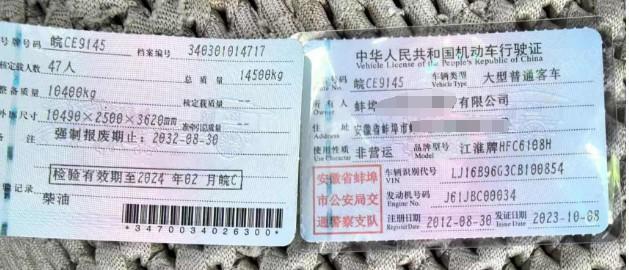 号牌号码 皖CE9145 档案编号 340301014717
核定载人数 47人 总质量 14500kg
整备质量 10400kg 核定载质量 --
10490×2500×3620mm 准牵引总质量 --
备注 强制报废期止: 2032-08-30
检验有效期至2024年02月皖C
检验记录
柴油
*3470034026300*
中华人民共和国机动车行驶证
Vehicle License of the People's Republic of China
皖CE9145 车辆类型 大型普通客车
Plate No. Vehicle Type
所有人 蚌埠 有限公司
Owner
住址 安徽省蚌埠市
使用性质 非营运 品牌型号 江淮牌HFC6108H
Use Character Model
安徽省蚌埠市公安局交通警察支队
车辆识别代号 LJ16B96G3CB100854
VIN
发动机号码 J61JBC00034
Engine No.
注册日期 2012-08-30 发证日期 2023-10-08
Register Date Issue Date